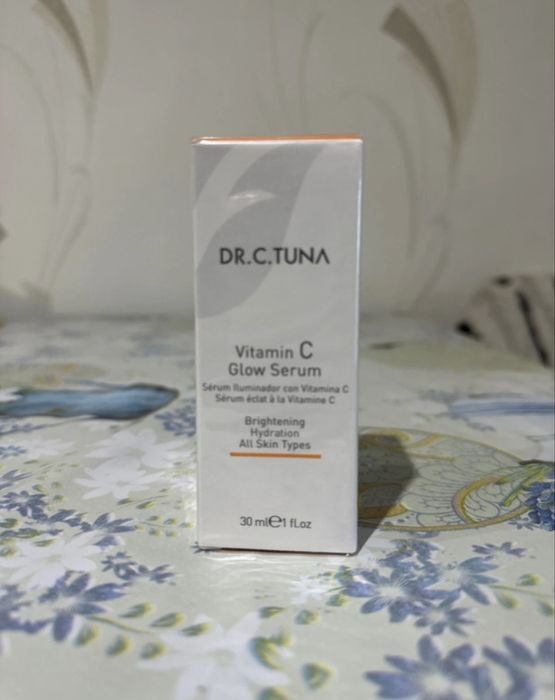 DR.C.TUNA
Vitamin C
Glow Serum
Sérum Iluminador con Vitamina C
Sérum éclat à la Vitamine C
Brightening
Hydration
All Skin Types
30 ml℮1 fl.oz